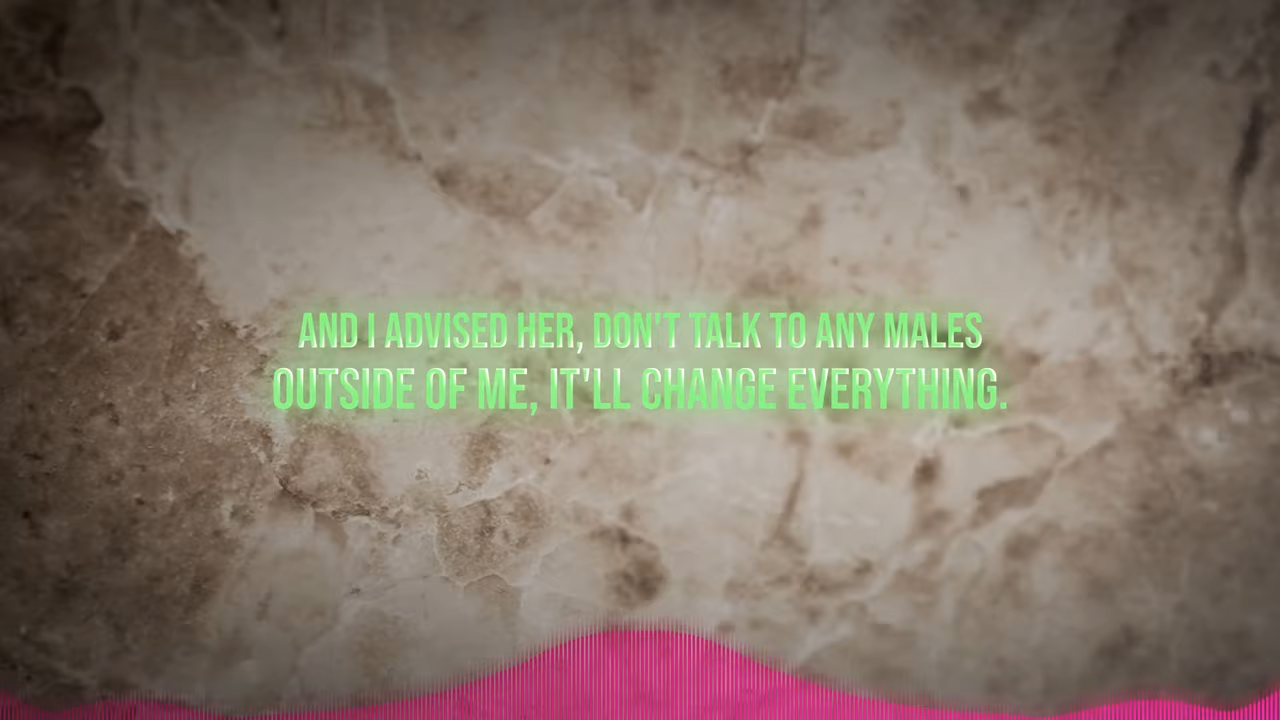 AND I ADVISED HER, DON'T TALK TO ANY MALES
OUTSIDE OF ME, IT'LL CHANGE EVERYTHING.